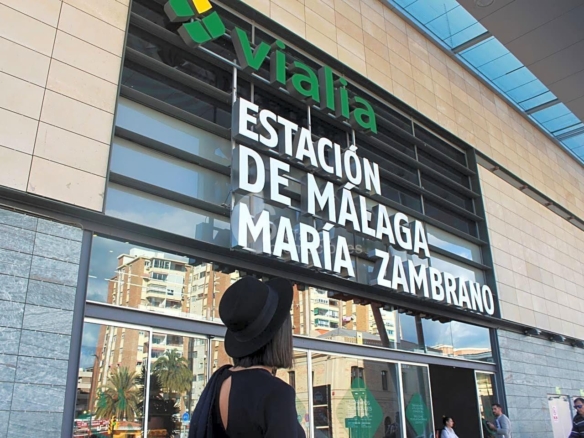 vialia
ESTACIÓN
DE MÁLAGA
MARÍA ZAMBRANO